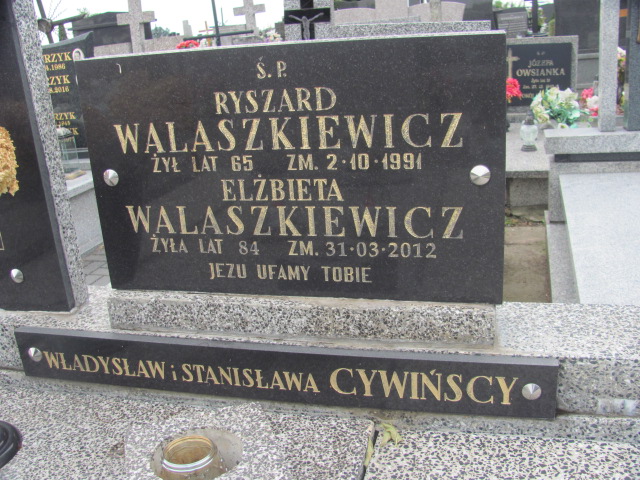 Ś. P.
RYSZARD
WALASZKIEWICZ
ŻYŁ LAT 65 ZM. 2·10·1991
ELŻBIETA
WALASZKIEWICZ
ŻYŁA LAT 84 ZM. 31·03·2012
JEZU UFAMY TOBIE
WŁADYSŁAW i STANISŁAWA CYWIŃSCY
JÓZEFA
OWSIANKA